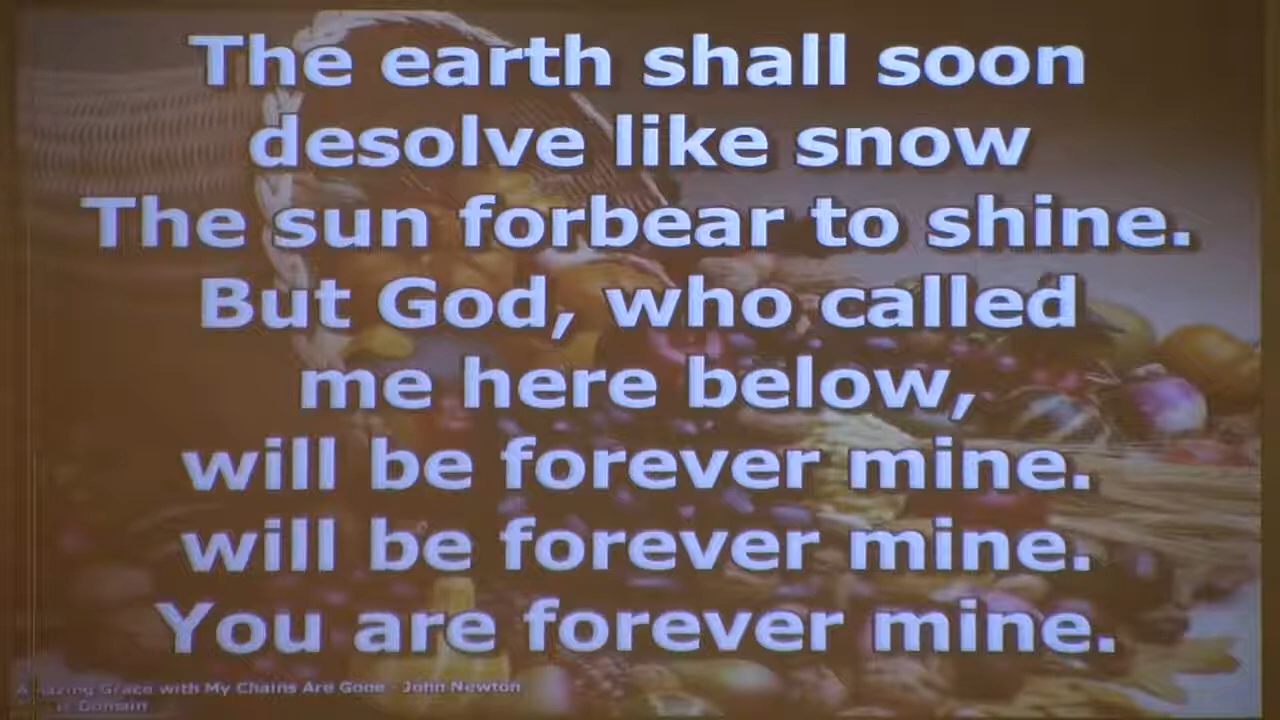 The earth shall soon
desolve like snow
The sun forbear to shine.
But God, who called
me here below,
will be forever mine.
will be forever mine.
You are forever mine.
Amazing Grace with My Chains Are Gone - John Newton
Domain